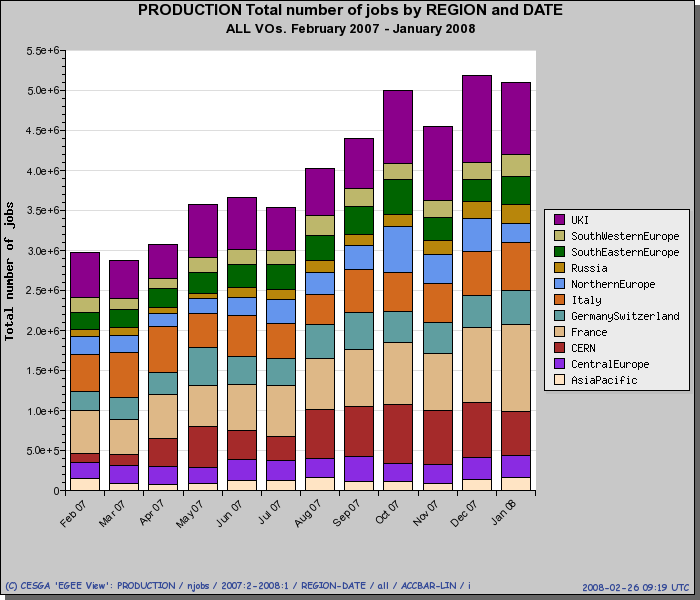 PRODUCTION Total number of jobs by REGION and DATE
ALL VOs. February 2007 - January 2008
5.5e+6
5.0e+6
4.5e+6
4.0e+6
3.5e+6
3.0e+6
2.5e+6
2.0e+6
1.5e+6
1.0e+6
5.0e+5
0
Total number of jobs
Feb 07
Mar 07
Apr 07
May 07
Jun 07
Jul 07
Aug 07
Sep 07
Oct 07
Nov 07
Dec 07
Jan 08
UKI
SouthWesternEurope
SouthEasternEurope
Russia
NorthernEurope
Italy
GermanySwitzerland
France
CERN
CentralEurope
AsiaPacific
(C) CESGA 'EGEE View': PRODUCTION / njobs / 2007:2-2008:1 / REGION-DATE / all / ACCBAR-LIN / i
2008-02-26 09:19 UTC